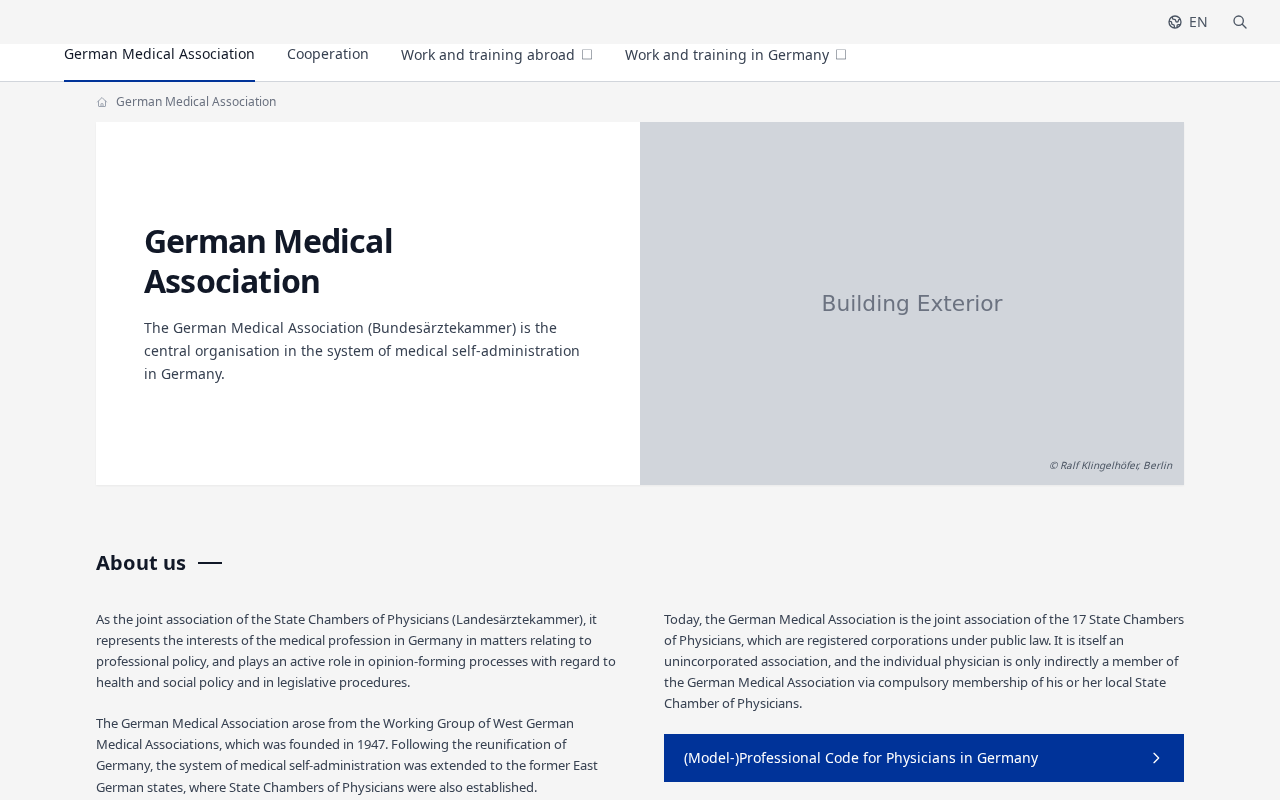 EN
German Medical Association
Cooperation
Work and training abroad
Work and training in Germany
German Medical Association
German Medical
Association
The German Medical Association (Bundesärztekammer) is the
central organisation in the system of medical self-administration
in Germany.
Building Exterior
© Ralf Klingelhöfer, Berlin
About us
As the joint association of the State Chambers of Physicians (Landesärztekammer), it
represents the interests of the medical profession in Germany in matters relating to
professional policy, and plays an active role in opinion-forming processes with regard to
health and social policy and in legislative procedures.
The German Medical Association arose from the Working Group of West German
Medical Associations, which was founded in 1947. Following the reunification of
Germany, the system of medical self-administration was extended to the former East
German states, where State Chambers of Physicians were also established.
Today, the German Medical Association is the joint association of the 17 State Chambers
of Physicians, which are registered corporations under public law. It is itself an
unincorporated association, and the individual physician is only indirectly a member of
the German Medical Association via compulsory membership of his or her local State
Chamber of Physicians.
(Model-)Professional Code for Physicians in Germany